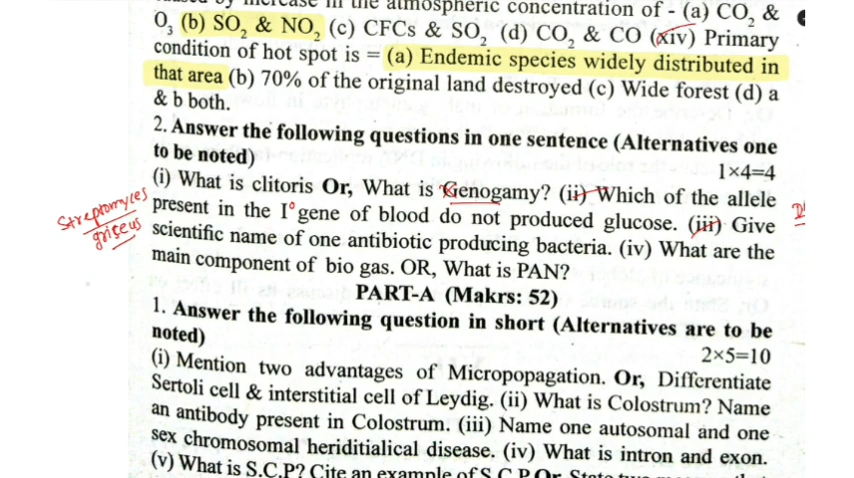 atmospheric concentration of - (a) CO₂ &
O₃ (b) SO₂ & NO₂ (c) CFCs & SO₂ (d) CO₂ & CO (xiv) Primary
condition of hot spot is = (a) Endemic species widely distributed in
that area (b) 70% of the original land destroyed (c) Wide forest (d) a
& b both.
2. Answer the following questions in one sentence (Alternatives one
to be noted) 1×4=4
(i) What is clitoris Or, What is Xenogamy? (ii) Which of the allele
present in the I° gene of blood do not produced glucose. (iii) Give
Streptomyces griseus
scientific name of one antibiotic producing bacteria. (iv) What are the
main component of bio gas. OR, What is PAN?
PART-A (Makrs: 52)
1. Answer the following question in short (Alternatives are to be
noted) 2×5=10
(i) Mention two advantages of Micropopagation. Or, Differentiate
Sertoli cell & interstitial cell of Leydig. (ii) What is Colostrum? Name
an antibody present in Colostrum. (iii) Name one autosomal and one
sex chromosomal heriditialical disease. (iv) What is intron and exon.
(v) What is S.C.P? Cite an example of S.C.P Or